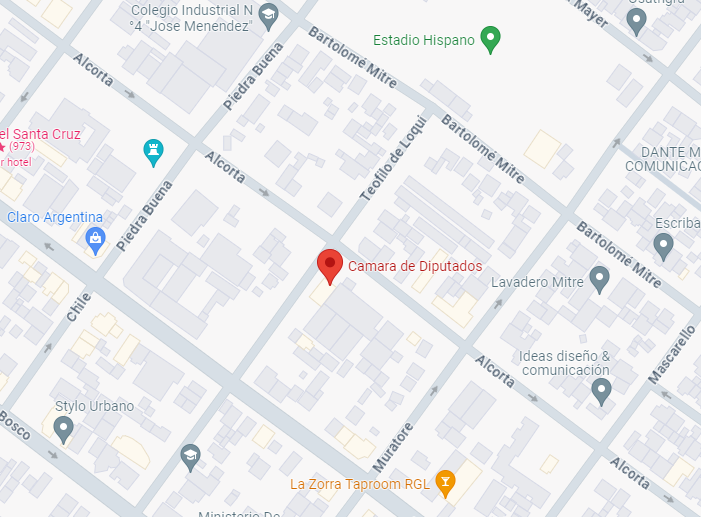 Colegio Industrial N
°4 "Jose Menendez"
Mayer
Estadio Hispano
Bartolomé Mitre
Alcorta
Piedra Buena
Bartolomé Mitre
el Santa Cruz
(973)
r hotel
Alcorta
Teofilo de Loqui
DANTE M
COMUNICAC
Piedra Buena
Claro Argentina
Escriba
Bartolomé Mitre
Camara de Diputados
Lavadero Mitre
Chile
Mascarello
Ideas diseño &
comunicación
Alcorta
Stylo Urbano
Bosco
Muratore
La Zorra Taproom RGL
Alcorta
Ministerio De